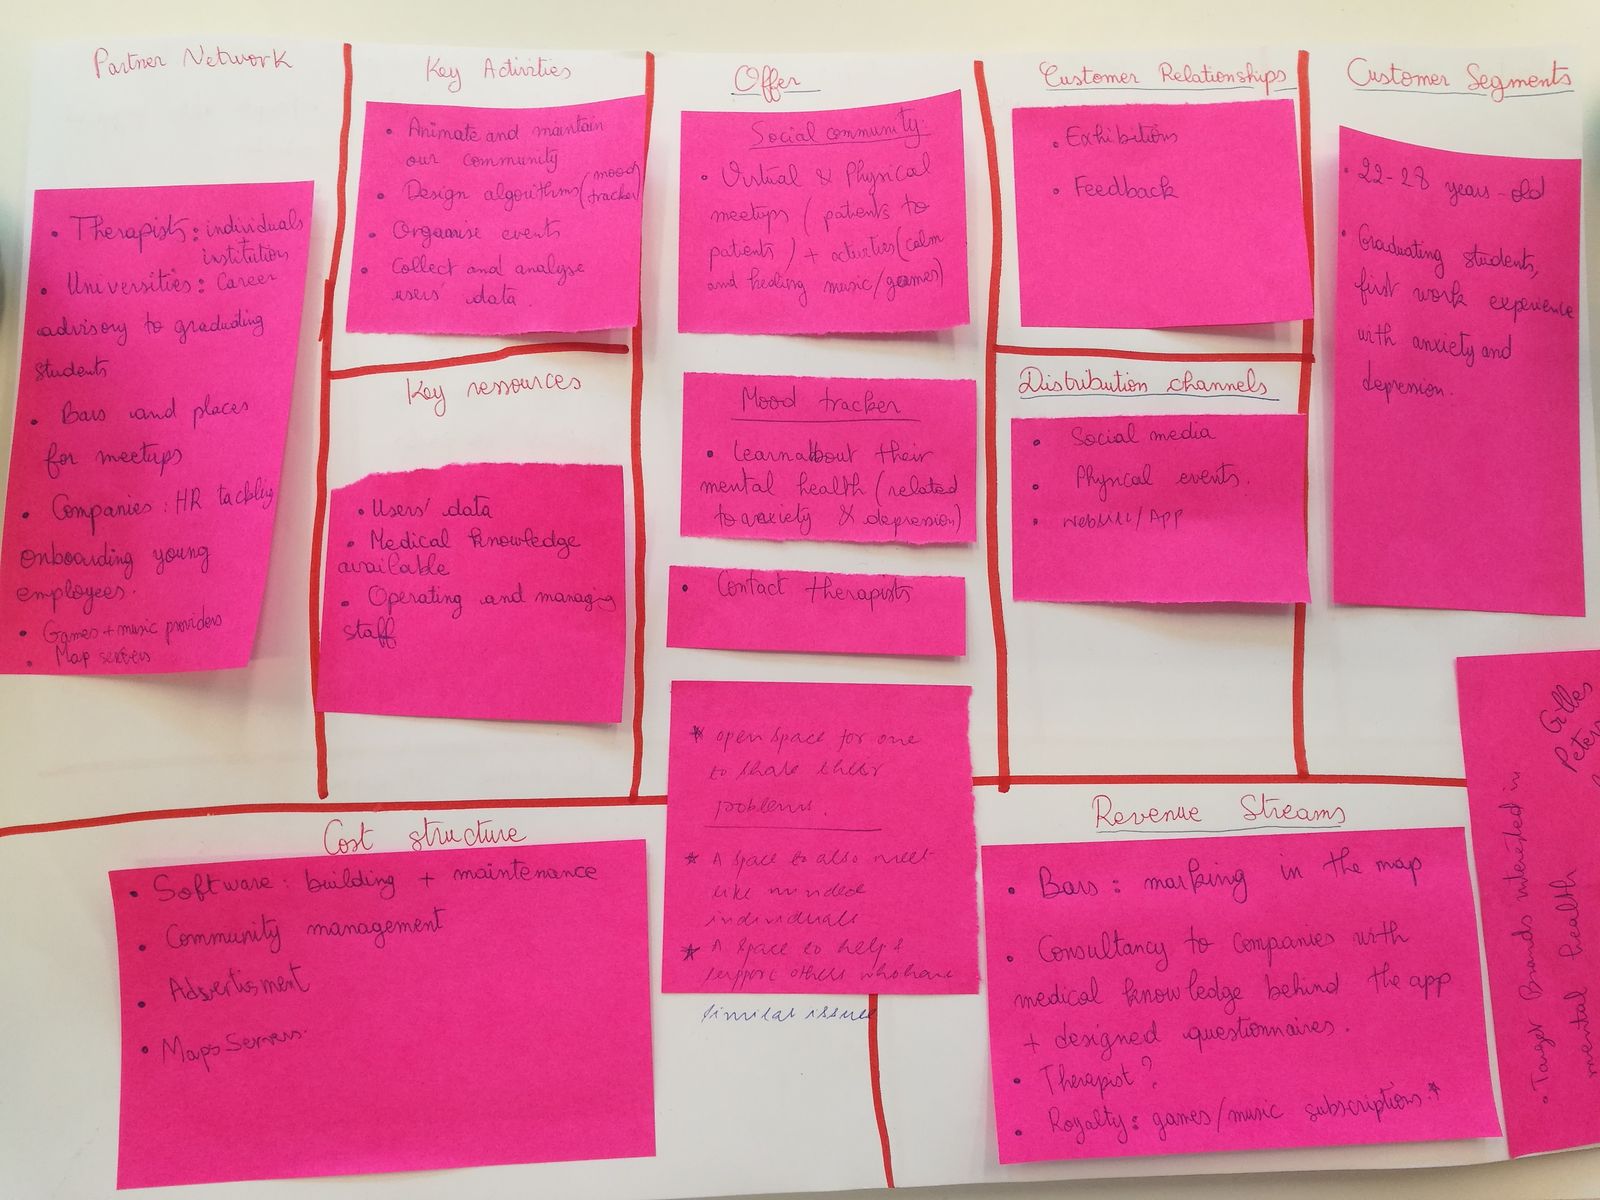 Partner Network
• Therapists: individuals
institution
• Universities: Career
advisory to graduating
students
• Bars and places
for meetups
• Companies: HR tackling
onboarding young
employees.
• Games + music providers
• Map servers
Key Activities
• Animate and maintain
our community
• Design algorithms (mood
tracker)
• Organise events
• Collect and analyse
users' data.
Key ressources
• Users' data
• Medical knowledge
available
• Operating and managing
staff
Offer
Social community:
• Virtual & Physical
meetups (patients to
patients) + activities (calm
and healing music/games)
Mood tracker
• Learn about their
mental health (related
to anxiety & depression)
• Contact therapists
* open space for one
to share their
problems.
* A space to also meet
like minded
individuals
* A space to help &
support others who have
similar issues
Customer Relationships
• Exhibitions
• Feedback
Distribution channels
• Social media
• Physical events.
• website/App
Customer Segments
• 22-28 years-old
• Graduating students,
first work experience
with anxiety and
depression.
Cost structure
• Software: building + maintenance
• Community management
• Advertisment
• Maps Servers.
Revenue Streams
• Bars: marking in the map
• Consultancy to companies with
medical knowledge behind the app
+ designed questionnaires.
• Therapist?
• Royalty: games/music subscriptions.*
• Target Brands interested in
mental health
Gilles
Peter